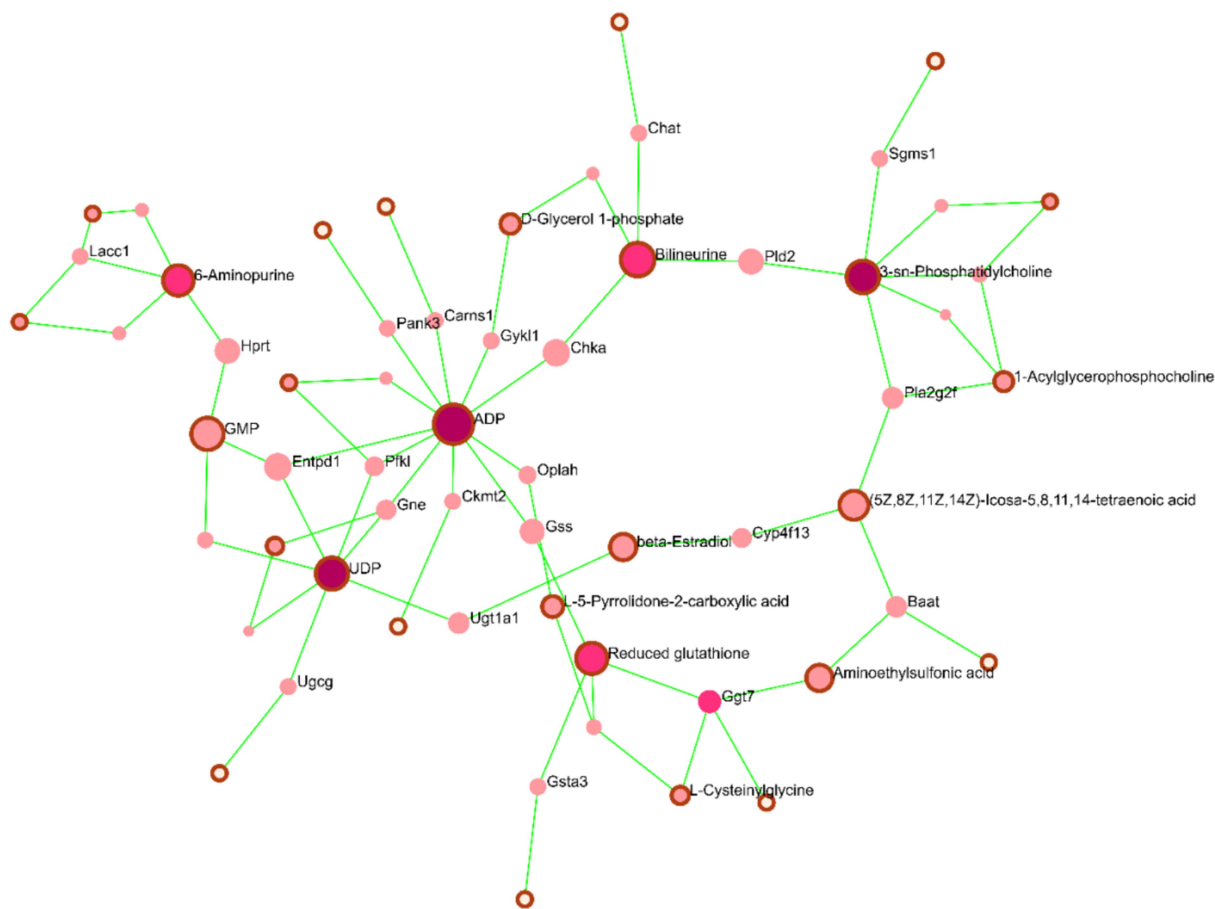 Chat
Sgms1
D-Glycerol 1-phosphate
Lacc1
Bilineurine
Pld2
6-Aminopurine
3-sn-Phosphatidylcholine
Pank3
Carns1
Gykl1
Hprt
Chka
1-Acylglycerophosphocholine
Pla2g2f
ADP
GMP
Entpd1
Pfkl
Oplah
Ckmt2
(5Z,8Z,11Z,14Z)-Icosa-5,8,11,14-tetraenoic acid
Gne
Gss
beta-Estradiol
Cyp4f13
UDP
L-5-Pyrrolidone-2-carboxylic acid
Baat
Ugt1a1
Reduced glutathione
Aminoethylsulfonic acid
Ugcg
Ggt7
Gsta3
L-Cysteinylglycine